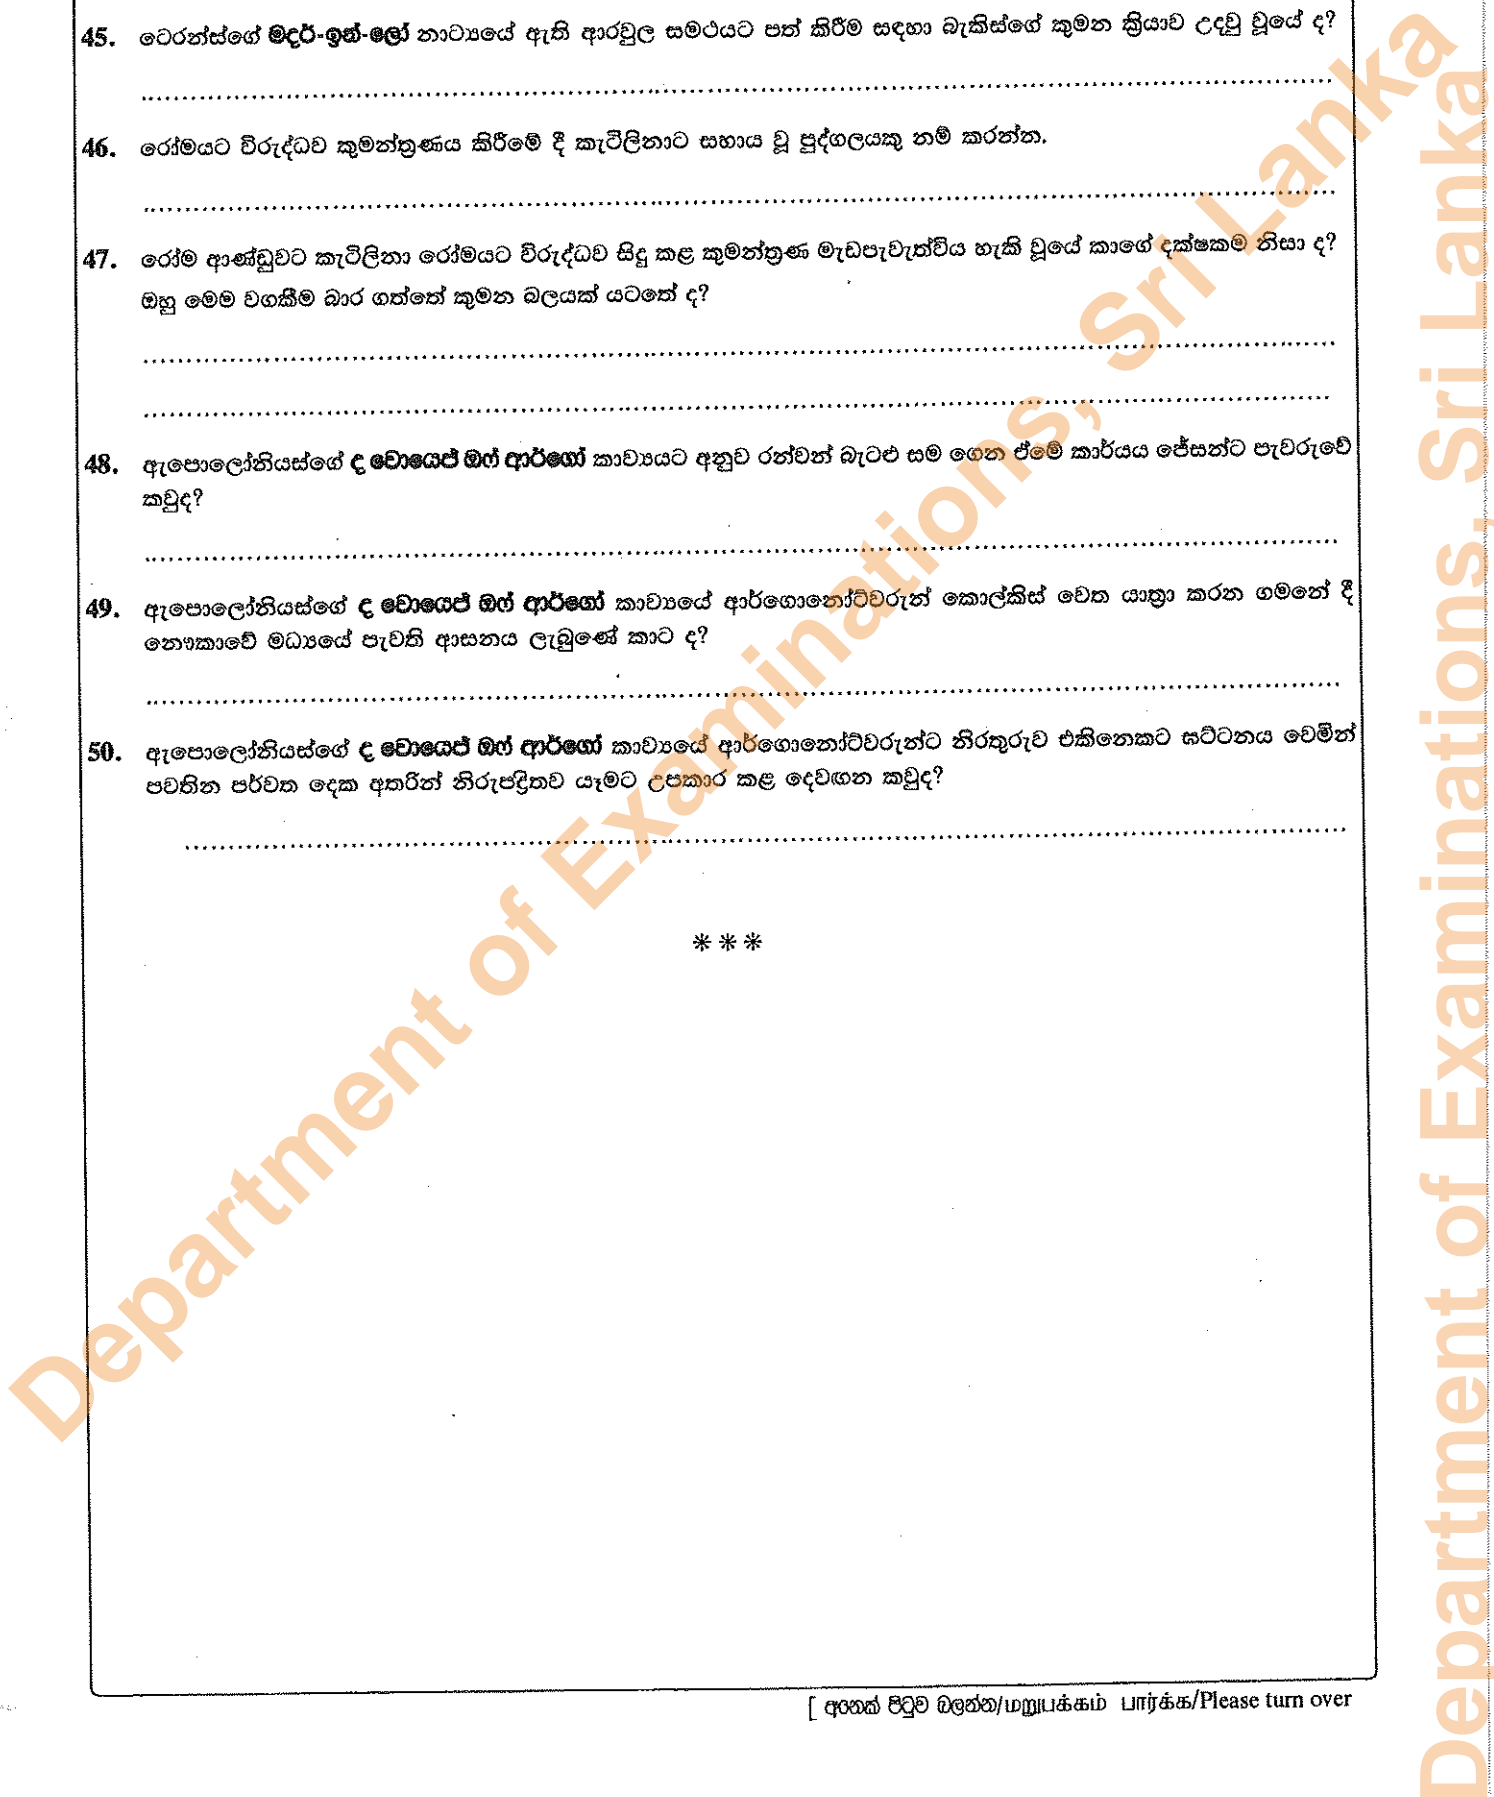 45. ටෙරන්ස්ගේ මදර්-ඉන්-ලෝ නාට්‍යයේ ඇති ආරවුල සමථයට පත් කිරීම සඳහා බැකිස්ගේ කුමන ක්‍රියාව උදවු වූයේ ද?
46. රෝමයට විරුද්ධව කුමන්ත්‍රණය කිරීමේ දී කැටිලිනාට සහාය වූ පුද්ගලයකු නම් කරන්න.
47. රෝම ආණ්ඩුවට කැටිලිනා රෝමයට විරුද්ධව සිදු කළ කුමන්ත්‍රණ මැඩපැවැත්විය හැකි වූයේ කාගේ දක්ෂකම නිසා ද?
ඔහු මෙම වගකීම බාර ගත්තේ කුමන බලයක් යටතේ ද?
48. ඇපොලෝනියස්ගේ ද වොයෙජ් ඔෆ් ආර්ගෝ කාව්‍යයට අනුව රන්වන් බැටළු සම ගෙන ඒමේ කාර්යය ජේසන්ට පැවරුවේ
කවුද?
49. ඇපොලෝනියස්ගේ ද වොයෙජ් ඔෆ් ආර්ගෝ කාව්‍යයේ ආර්ගොනෝට්වරුන් කොල්කිස් වෙත යාත්‍රා කරන ගමනේ දී
නෞකාවේ මධ්‍යයේ පැවති ආසනය ලැබුණේ කාට ද?
50. ඇපොලෝනියස්ගේ ද වොයෙජ් ඔෆ් ආර්ගෝ කාව්‍යයේ ආර්ගොනෝට්වරුන්ට නිරතුරුව එකිනෙකට ඝට්ටනය වෙමින්
පවතින පර්වත දෙක අතරින් නිරුපද්‍රිතව යෑමට උපකාර කළ දෙවඟන කවුද?
***
[ අනෙක් පිටුව බලන්න/மறுபக்கம் பார்க்க/Please turn over
Department of Examinations, Sri Lanka
Department of Examinations, Sri Lanka